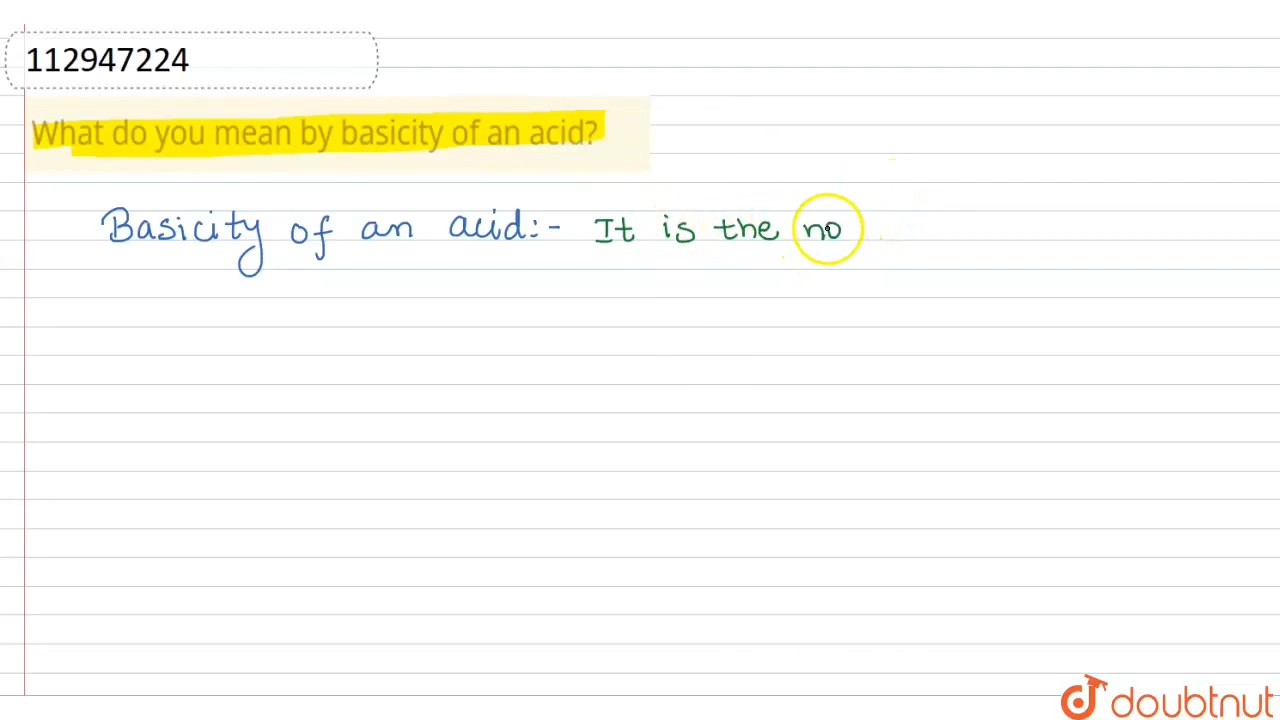 112947224
What do you mean by basicity of an acid?
Basicity of an acid:- It is the no
doubtnut